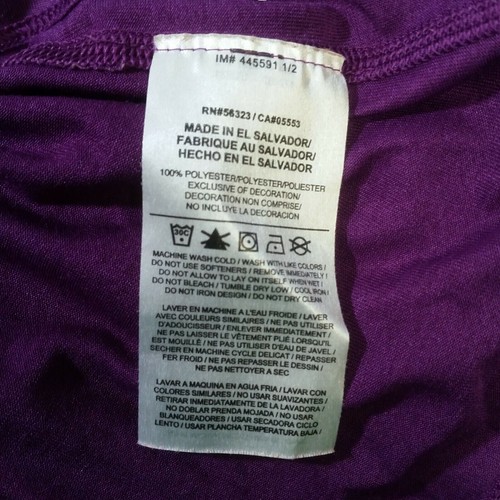 IM# 445591 1/2
RN#56323 / CA#05553
MADE IN EL SALVADOR/
FABRIQUE AU SALVADOR/
HECHO EN EL SALVADOR
100% POLYESTER/POLYESTER/POLIESTER
EXCLUSIVE OF DECORATION/
DECORATION NON COMPRISE/
NO INCLUYE LA DECORACION
30C
MACHINE WASH COLD / WASH WITH LIKE COLORS /
DO NOT USE SOFTENERS / REMOVE IMMEDIATELY /
DO NOT ALLOW TO LAY ON ITSELF WHEN WET /
DO NOT BLEACH / TUMBLE DRY LOW / COOL IRON /
DO NOT IRON DESIGN / DO NOT DRY CLEAN
LAVER EN MACHINE A L'EAU FROIDE / LAVER
AVEC COULEURS SIMILAIRES / NE PAS UTILISER
D'ADOUCISEUR / ENLEVER IMMEDIATEMENT /
NE PAS LAISSER LE VÊTEMENT PLIÉ LORSQU'IL
EST MOUILLÉ / NE PAS UTILISER D'EAU DE JAVEL /
SECHER EN MACHINE CYCLE DELICAT / REPASSER
FER FROID / NE PAS REPASSER LE DESSIN /
NE PAS NETTOYER A SEC
LAVAR A MAQUINA EN AGUA FRIA / LAVAR CON
COLORES SIMILARES / NO USAR SUAVIZANTES /
RETIRAR INMEDIATAMENTE DE LA LAVADORA /
NO DOBLAR PRENDA MOJADA / NO USAR
BLANQUEADORES / USAR SECADORA CICLO
LENTO / USAR PLANCHA TEMPERATURA BAJA /